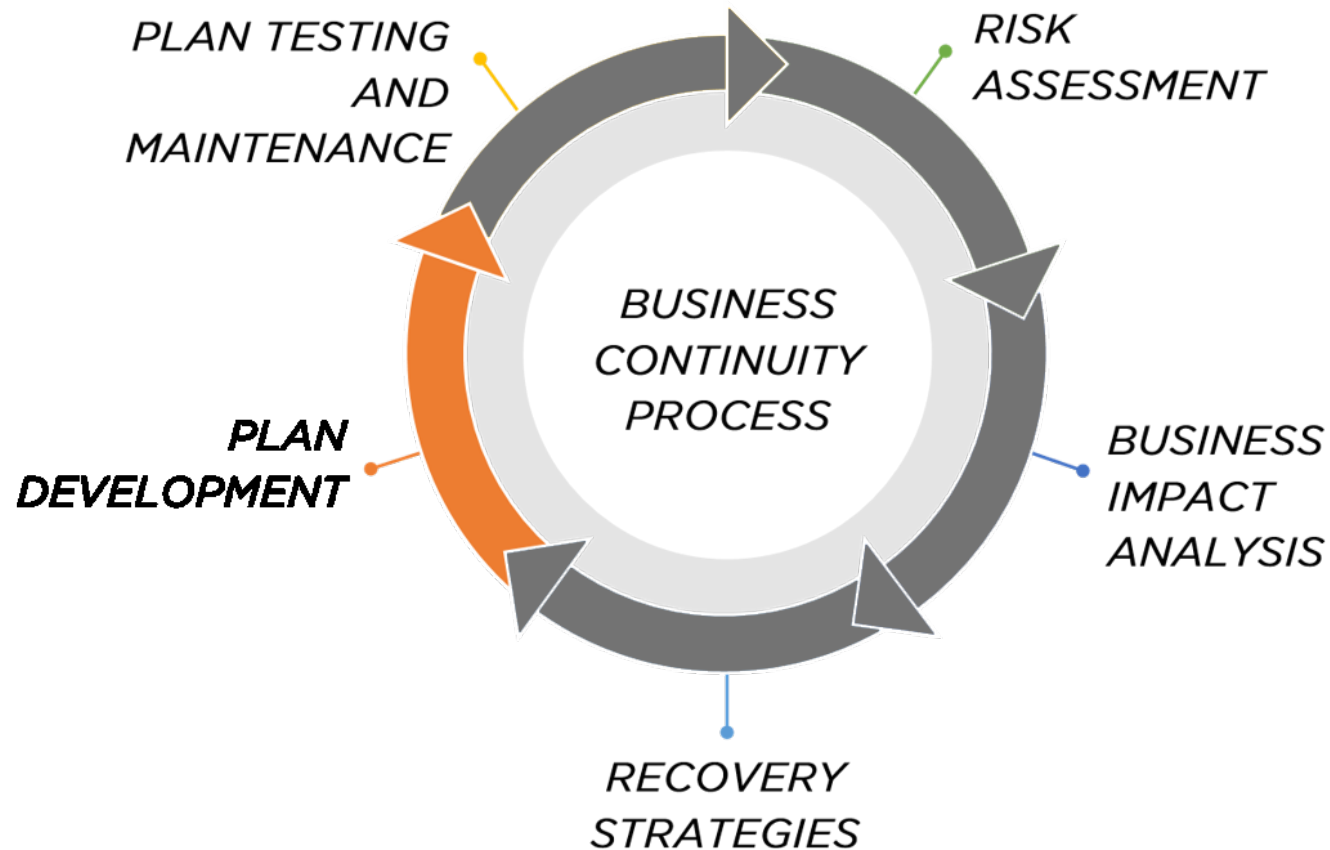 PLAN TESTING
AND
MAINTENANCE
RISK
ASSESSMENT
BUSINESS
CONTINUITY
PROCESS
PLAN
DEVELOPMENT
BUSINESS
IMPACT
ANALYSIS
RECOVERY
STRATEGIES